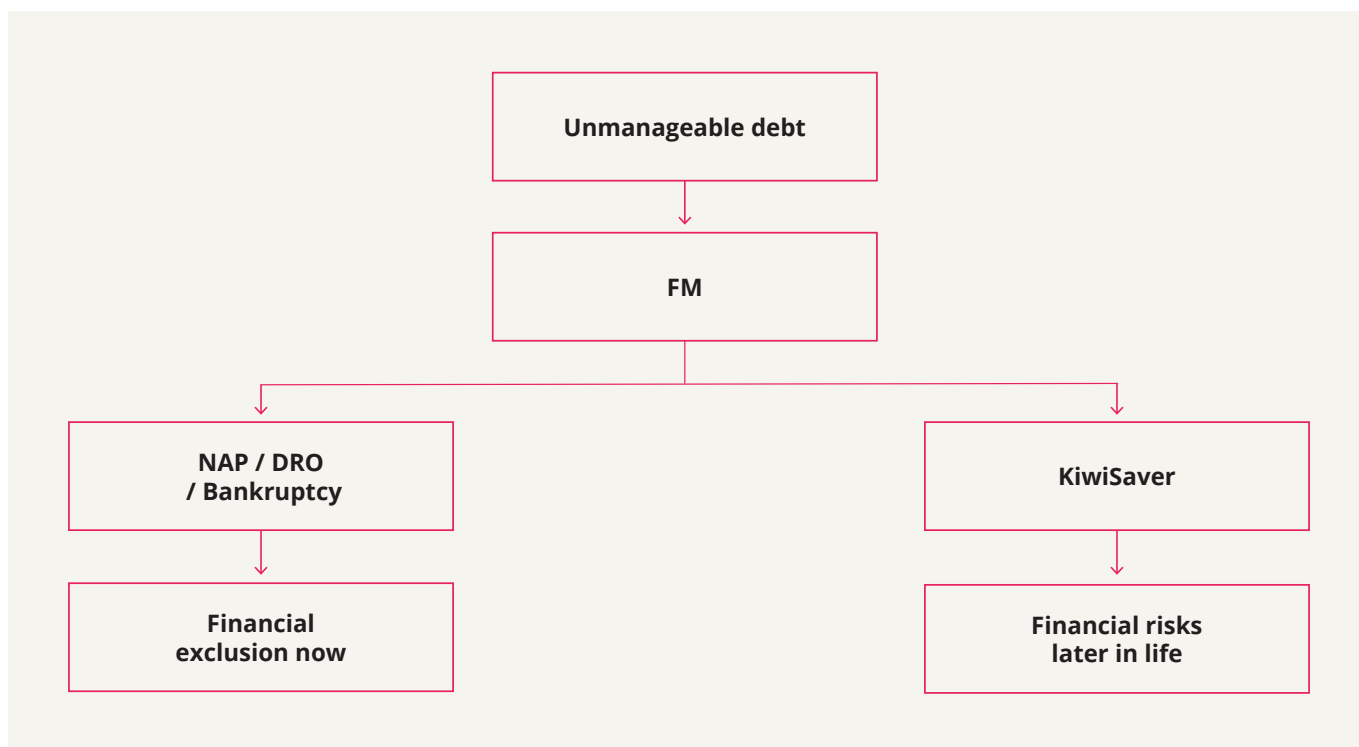 Unmanageable debt
FM
NAP / DRO
/ Bankruptcy
KiwiSaver
Financial
exclusion now
Financial risks
later in life